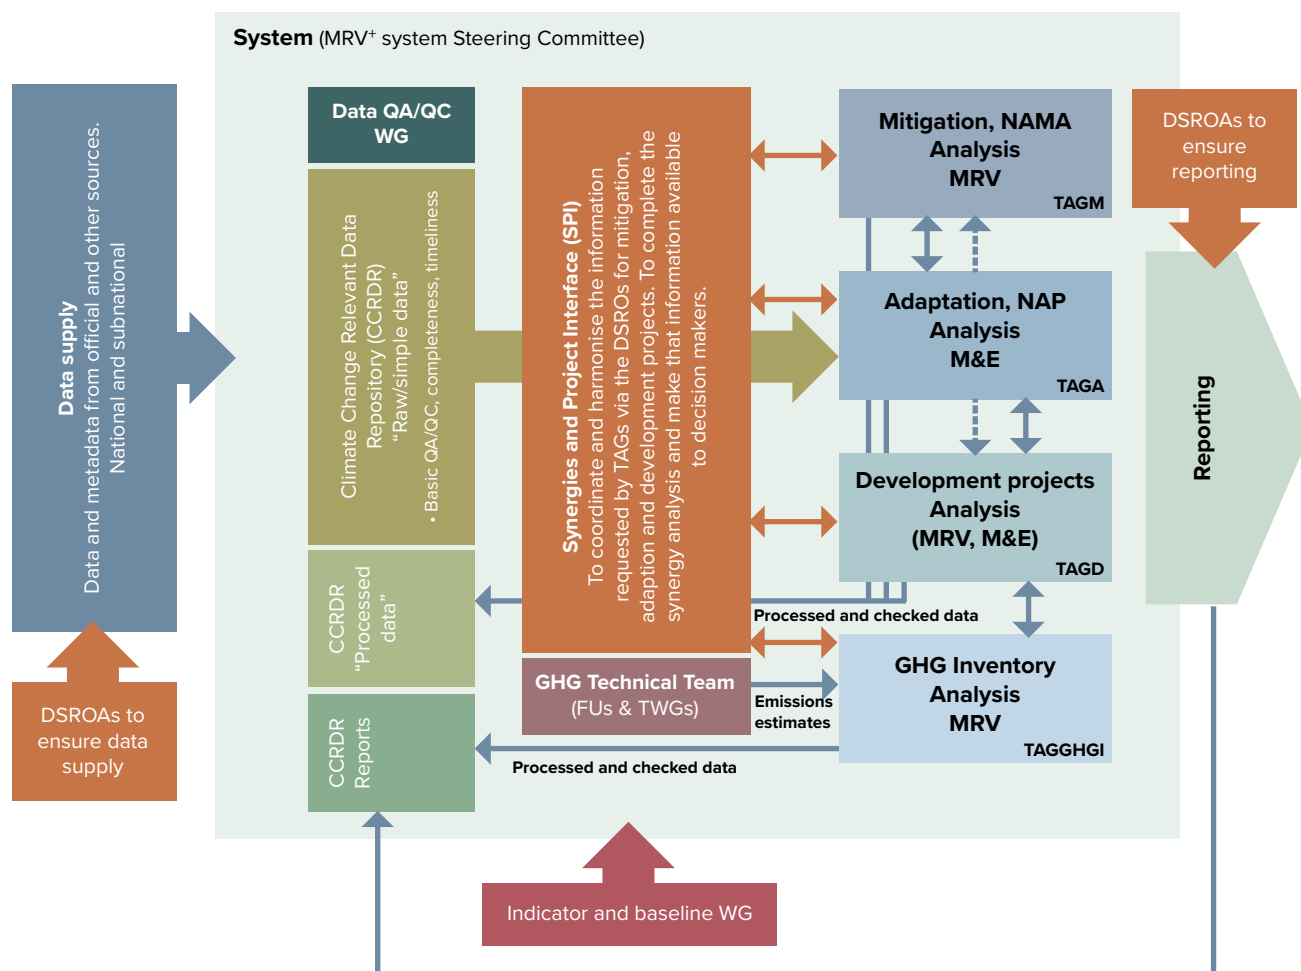 System (MRV+ system Steering Committee)
Data supply
Data and metadata from official and other sources.
National and subnational
DSROAs to
ensure data
supply
Data QA/QC
WG
Climate Change Relevant Data
Repository (CCRDR)
“Raw/simple data”
• Basic QA/QC, completeness, timeliness
CCRDR
“Processed
data”
CCRDR
Reports
Synergies and Project Interface (SPI)
To coordinate and harmonise the information
requested by TAGs via the DSROs for mitigation,
adaption and development projects. To complete the
synergy analysis and make that information available
to decision makers.
GHG Technical Team
(FUs & TWGs)
Mitigation, NAMA
Analysis
MRV
TAGM
Adaptation, NAP
Analysis
M&E
TAGA
Development projects
Analysis
(MRV, M&E)
TAGD
Processed and checked data
GHG Inventory
Analysis
MRV
TAGGHGI
Emissions
estimates
Processed and checked data
DSROAs to
ensure
reporting
Reporting
Indicator and baseline WG